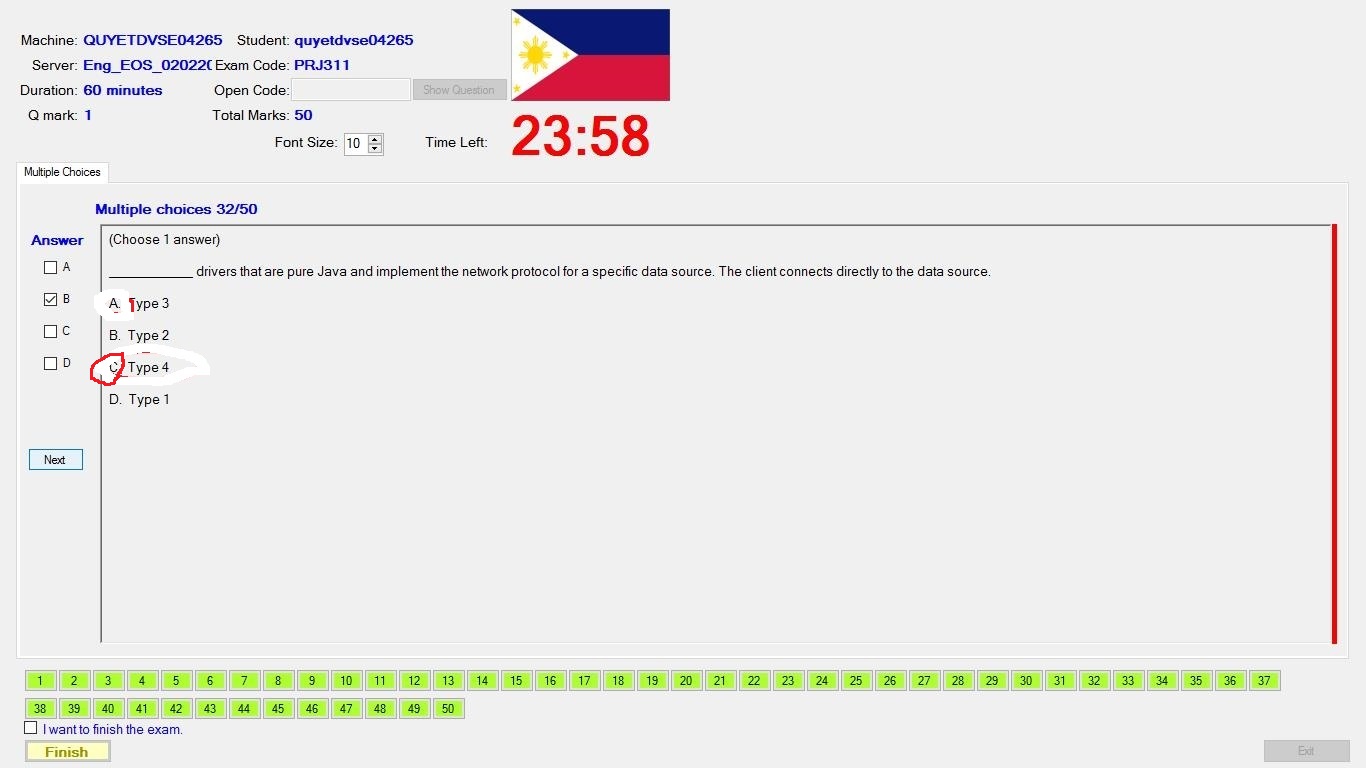 Machine: QUYETDVSE04265 Student: quyetdvse04265
Server: Eng_EOS_020220 Exam Code: PRJ311
Duration: 60 minutes Open Code: Show Question
Q mark: 1 Total Marks: 50
Font Size: 10 Time Left: 23:58
Multiple Choices
Multiple choices 32/50
Answer
(Choose 1 answer)
A
____________ drivers that are pure Java and implement the network protocol for a specific data source. The client connects directly to the data source.
B
A. Type 3
C
B. Type 2
D
C. Type 4
D. Type 1
Next
1 2 3 4 5 6 7 8 9 10 11 12 13 14 15 16 17 18 19 20 21 22 23 24 25 26 27 28 29 30 31 32 33 34 35 36 37
38 39 40 41 42 43 44 45 46 47 48 49 50
I want to finish the exam.
Finish Exit